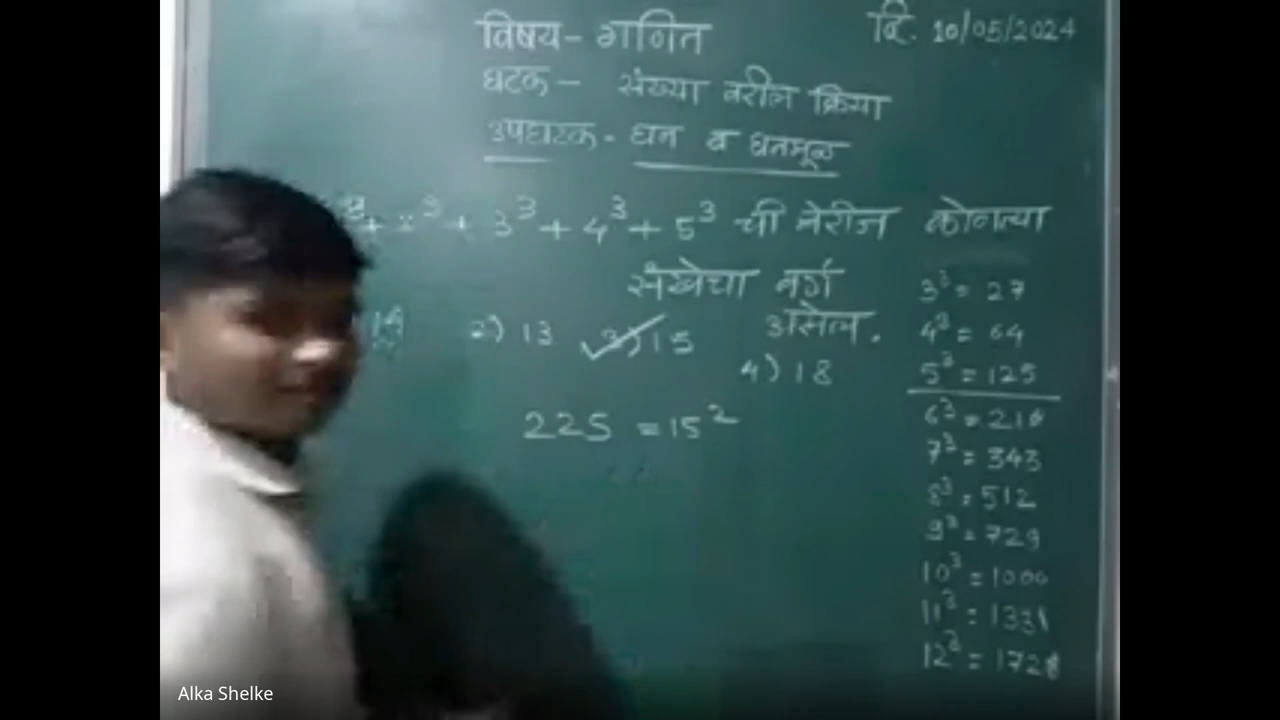 विषय- गणित
दि. 10/05/2024
घटक- संख्या वरील क्रिया
उपघटक- घन व घनमूळ
³ + ³ + 3³ + 4³ + 5³ ची बेरीज कोणत्या
संख्येचा वर्ग
असेल.
2) 13 3) 15
4) 18
225 = 15²
3³ = 27
4³ = 64
5³ = 125
6³ = 216
7³ = 343
8³ = 512
9³ = 729
10³ = 1000
11³ = 1331
12³ = 1728
Alka Shelke